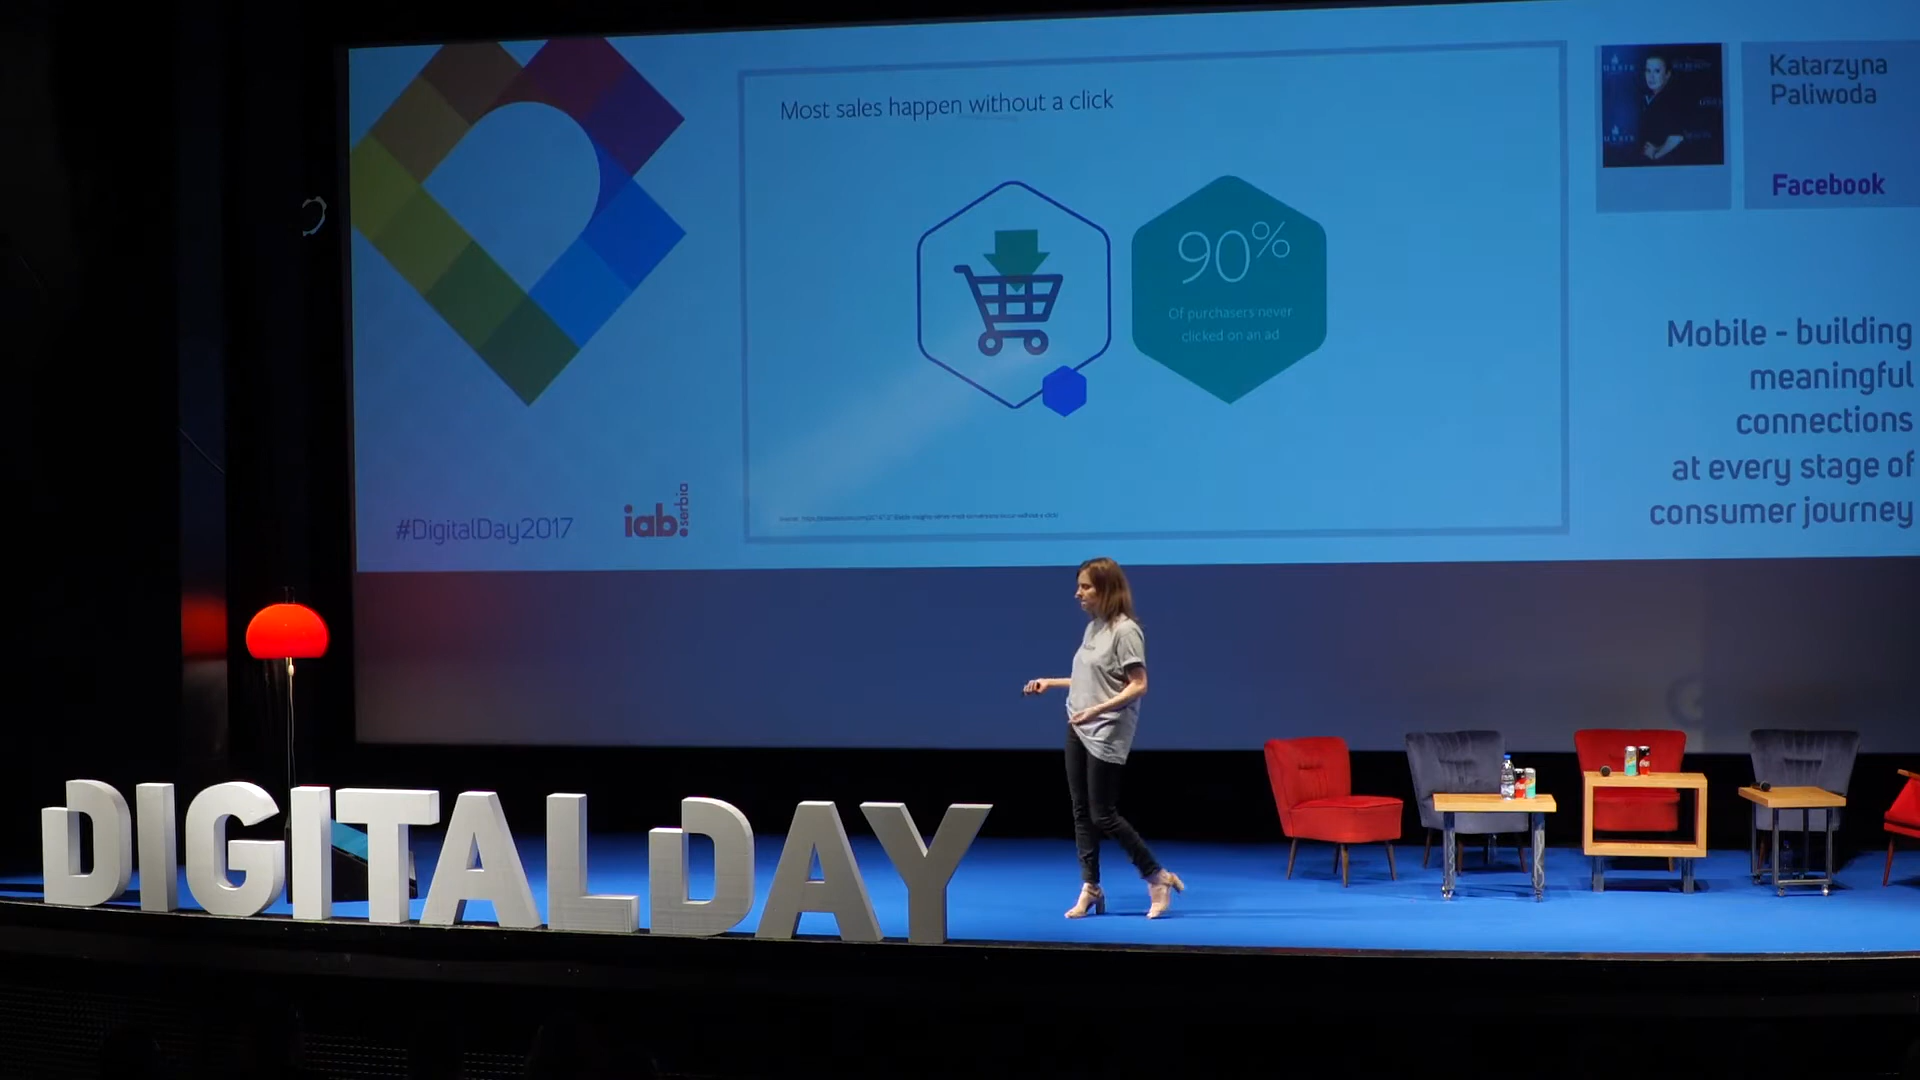 Most sales happen without a click
90%
Of purchasers never
clicked on an ad
#DigitalDay2017
iab.
serbia
Katarzyna
Paliwoda
Facebook
Mobile - building
meaningful
connections
at every stage of
consumer journey
DIGITALDAY